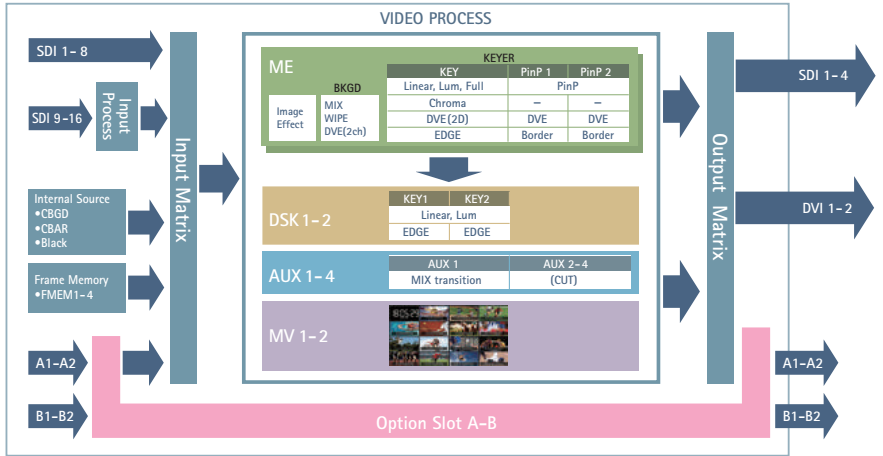 VIDEO PROCESS
SDI 1- 8
SDI 9-16
Input Process
Internal Source
•CBGD
•CBAR
•Black
Frame Memory
•FMEM1-4
A1-A2
B1-B2
Input Matrix
ME
KEYER
KEY PinP 1 PinP 2
Linear, Lum, Full PinP
Chroma – –
DVE(2D) DVE DVE
EDGE Border Border
Image Effect
BKGD
MIX
WIPE
DVE(2ch)
DSK 1-2
KEY1 KEY2
Linear, Lum
EDGE EDGE
AUX 1-4
AUX 1 AUX 2-4
MIX transition (CUT)
MV 1-2
18:05:29
Output Matrix
SDI 1-4
DVI 1-2
A1-A2
B1-B2
Option Slot A-B